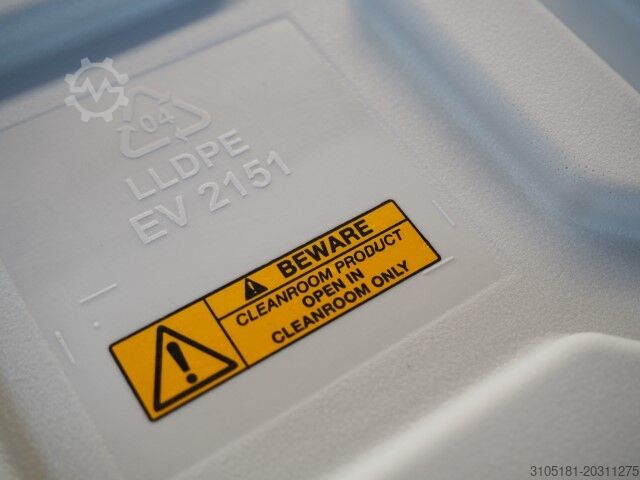 04
LLDPE
EV 2151
BEWARE
CLEANROOM PRODUCT
OPEN IN
CLEANROOM ONLY
3105181-20311275